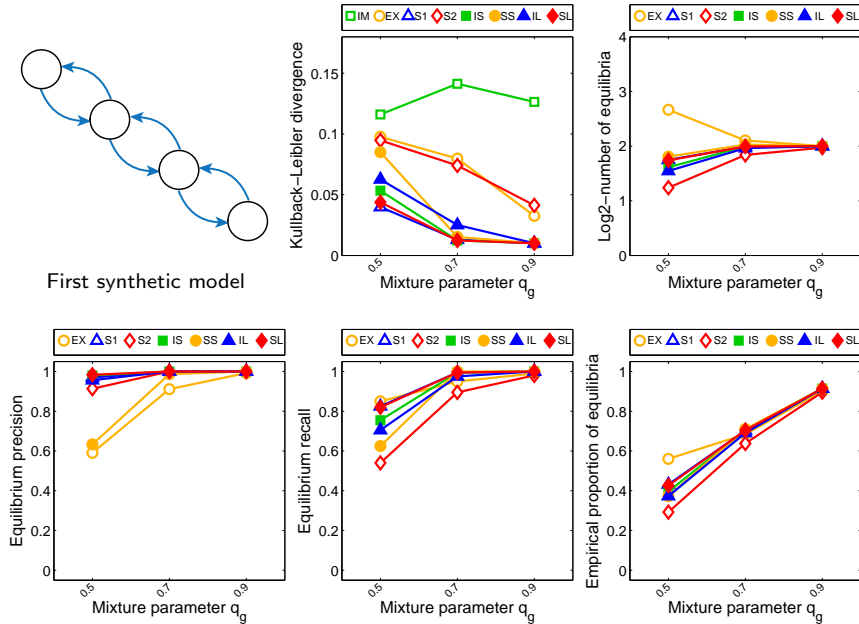 IM EX S1 S2 IS SS IL SL
Kullback−Leibler divergence
0.15
0.1
0.05
0
0.5 0.7 0.9
Mixture parameter q_g
EX S1 S2 IS SS IL SL
Log2−number of equilibria
4
3
2
1
0
0.5 0.7 0.9
Mixture parameter q_g
First synthetic model
EX S1 S2 IS SS IL SL
Equilibrium precision
1
0.8
0.6
0.4
0.2
0
0.5 0.7 0.9
Mixture parameter q_g
EX S1 S2 IS SS IL SL
Equilibrium recall
1
0.8
0.6
0.4
0.2
0
0.5 0.7 0.9
Mixture parameter q_g
EX S1 S2 IS SS IL SL
Empirical proportion of equilibria
1
0.8
0.6
0.4
0.2
0
0.5 0.7 0.9
Mixture parameter q_g